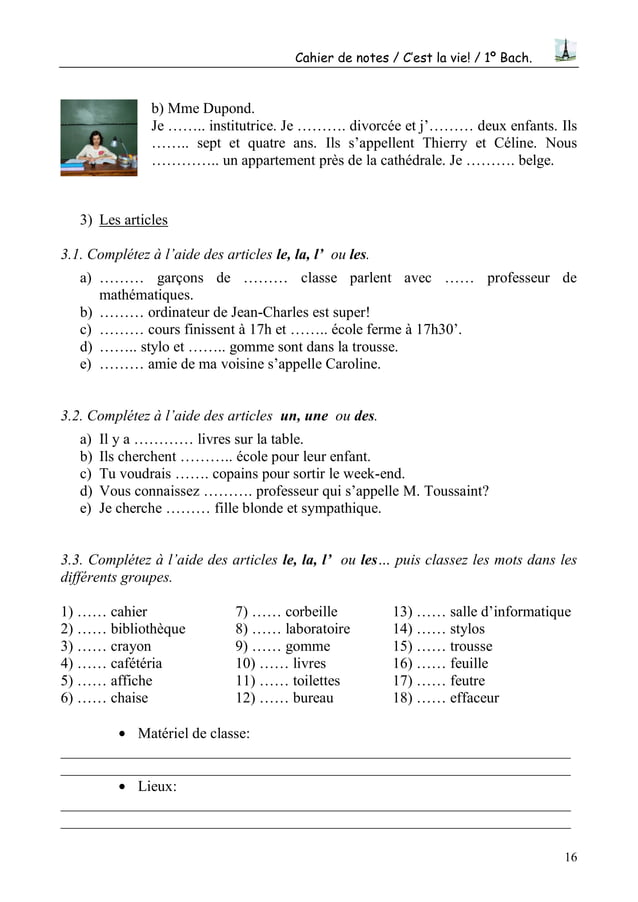 Cahier de notes / C'est la vie! / 1º Bach.
b) Mme Dupond.
Je …….. institutrice. Je ………. divorcée et j'……… deux enfants. Ils
…….. sept et quatre ans. Ils s'appellent Thierry et Céline. Nous
………….. un appartement près de la cathédrale. Je ………. belge.
3) Les articles
3.1. Complétez à l'aide des articles le, la, l' ou les.
a) ……… garçons de ……… classe parlent avec …… professeur de
mathématiques.
b) ……… ordinateur de Jean-Charles est super!
c) ……… cours finissent à 17h et …….. école ferme à 17h30'.
d) …….. stylo et …….. gomme sont dans la trousse.
e) ……… amie de ma voisine s'appelle Caroline.
3.2. Complétez à l'aide des articles un, une ou des.
a) Il y a ………… livres sur la table.
b) Ils cherchent ……….. école pour leur enfant.
c) Tu voudrais ……. copains pour sortir le week-end.
d) Vous connaissez ………. professeur qui s'appelle M. Toussaint?
e) Je cherche ……… fille blonde et sympathique.
3.3. Complétez à l'aide des articles le, la, l' ou les… puis classez les mots dans les
différents groupes.
1) …… cahier
2) …… bibliothèque
3) …… crayon
4) …… cafétéria
5) …… affiche
6) …… chaise
7) …… corbeille
8) …… laboratoire
9) …… gomme
10) …… livres
11) …… toilettes
12) …… bureau
13) …… salle d'informatique
14) …… stylos
15) …… trousse
16) …… feuille
17) …… feutre
18) …… effaceur
• Matériel de classe:
• Lieux:
16